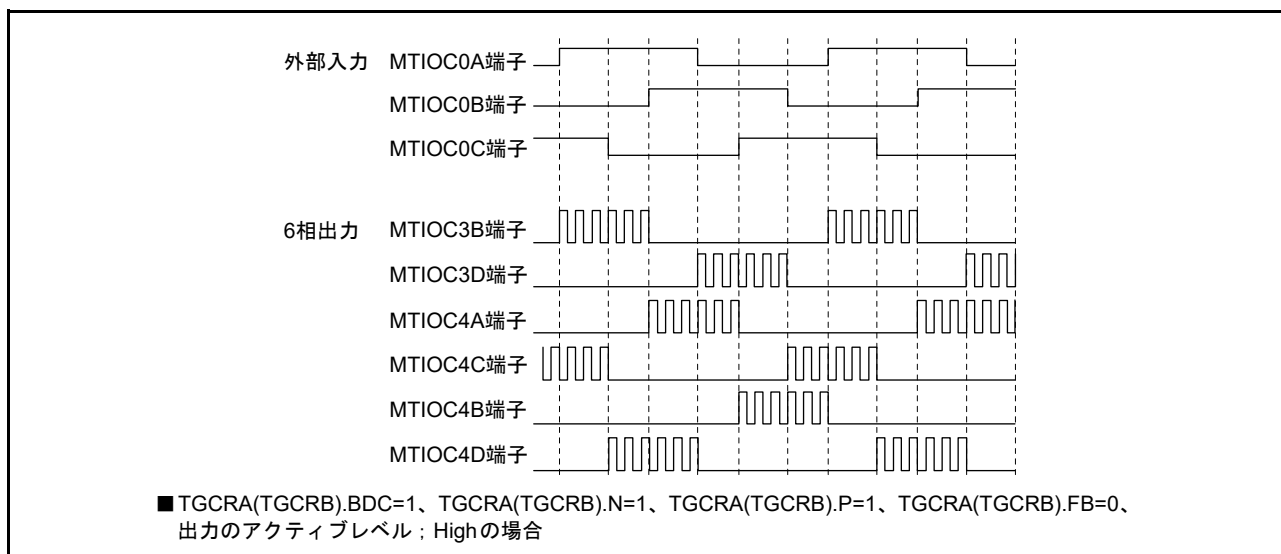 外部入力 MTIOC0A端子
MTIOC0B端子
MTIOC0C端子
6相出力 MTIOC3B端子
MTIOC3D端子
MTIOC4A端子
MTIOC4C端子
MTIOC4B端子
MTIOC4D端子
■ TGCRA(TGCRB).BDC=1、TGCRA(TGCRB).N=1、TGCRA(TGCRB).P=1、TGCRA(TGCRB).FB=0、
出力のアクティブレベル ; Highの場合